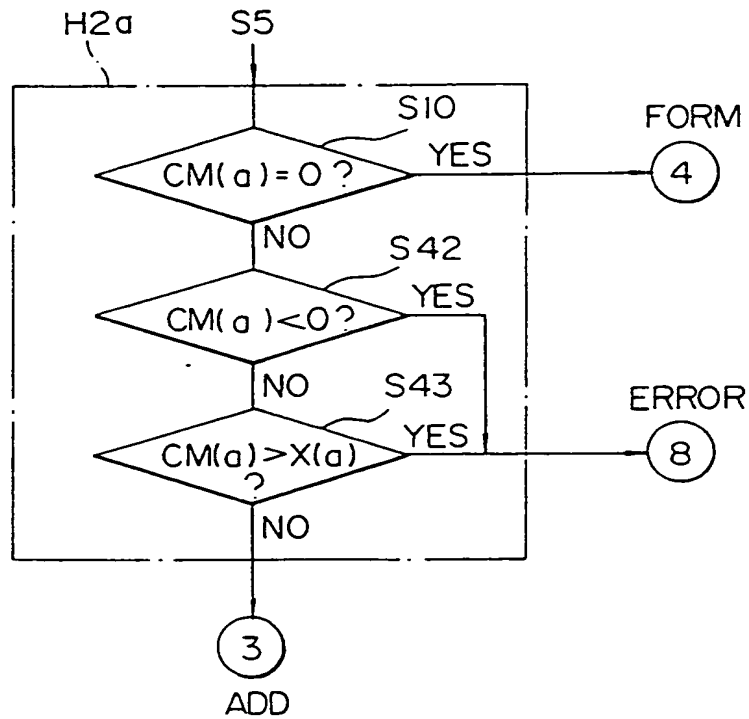 H2a
S5
S10
FORM
CM(a)=0?
YES
4
NO
S42
CM(a)<0?
YES
NO
S43
ERROR
CM(a)>X(a)
?
YES
8
NO
3
ADD